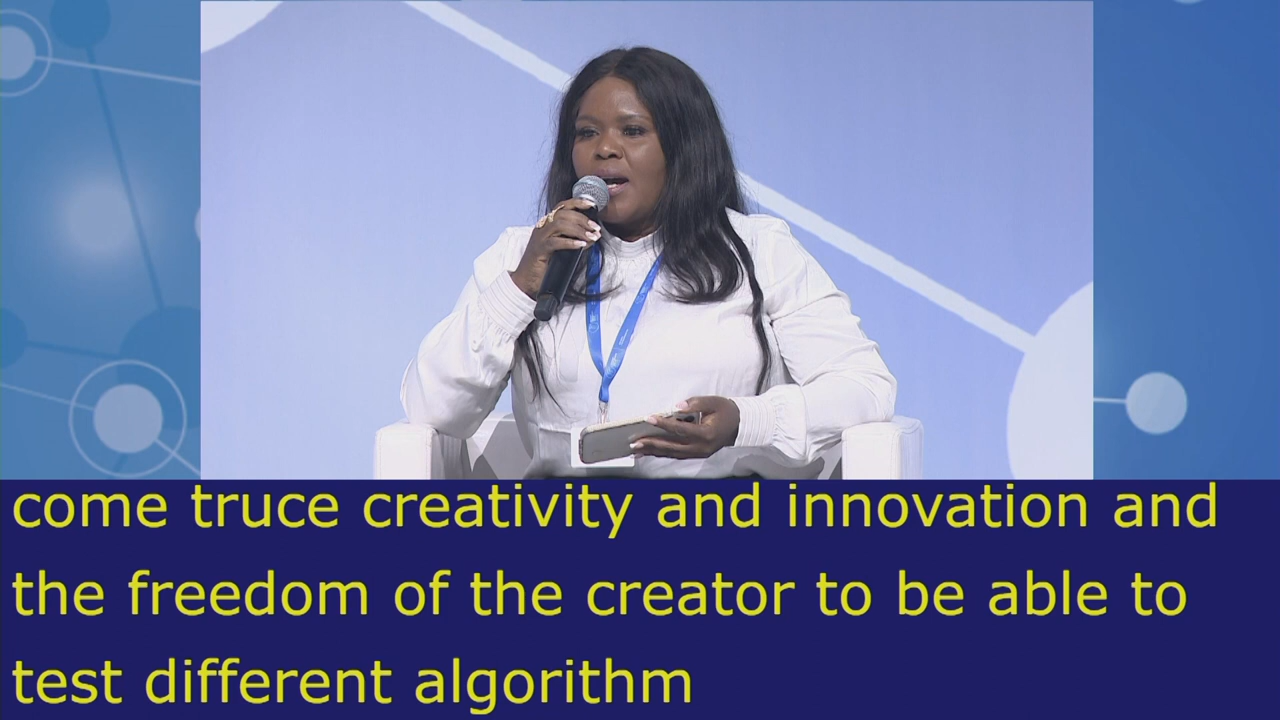 come truce creativity and innovation and
the freedom of the creator to be able to
test different algorithm